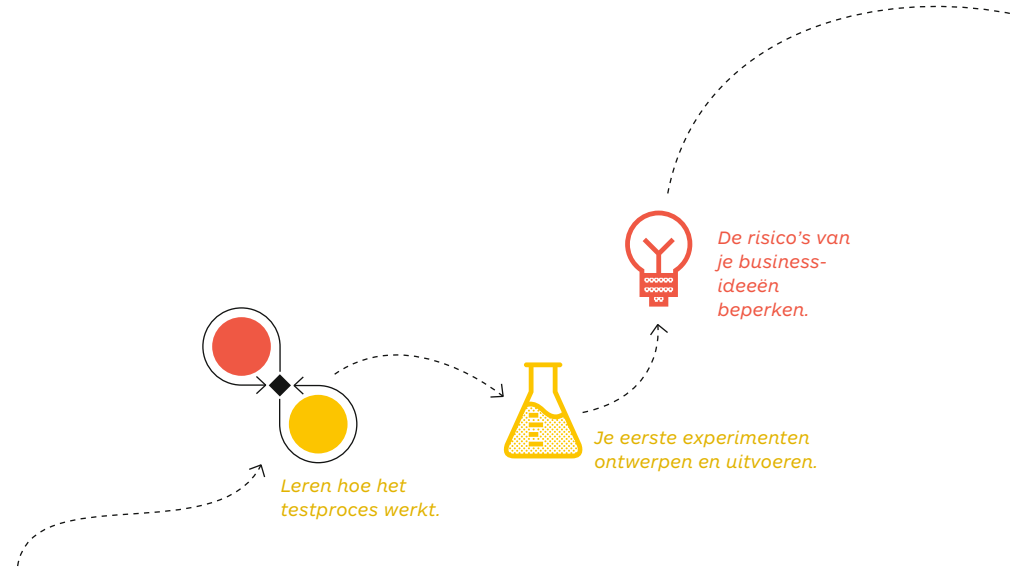 De risico’s van
je business-
ideeën
beperken.
Je eerste experimenten
ontwerpen en uitvoeren.
Leren hoe het
testproces werkt.